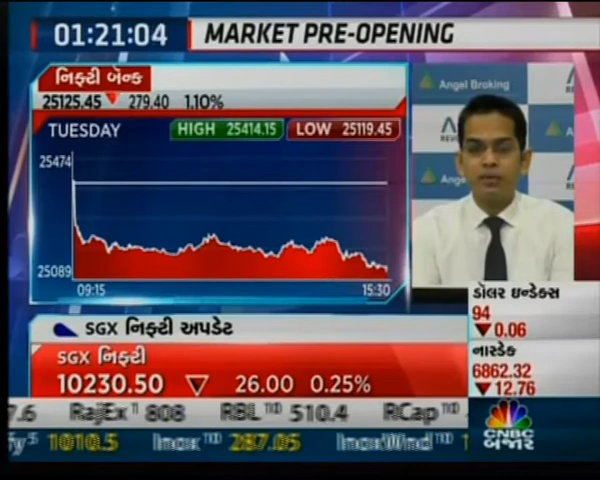 01:21:04
MARKET PRE-OPENING
નિફ્ટી બૅન્ક
25125.45 279.40 1.10%
TUESDAY HIGH 25414.15 LOW 25119.45
25474
25089
09:15 15:30
Angel Broking
ડોલર ઇન્ડેક્સ
94
0.06
નાસ્ડેક
6862.32
12.76
SGX નિફ્ટી અપડેટ
SGX નિફ્ટી
10230.50 26.00 0.25%
7.6 RajEx 808 RBL 510.4 RCap
1010.5 Inox 287.05 InoxWind
CNBC
બજાર